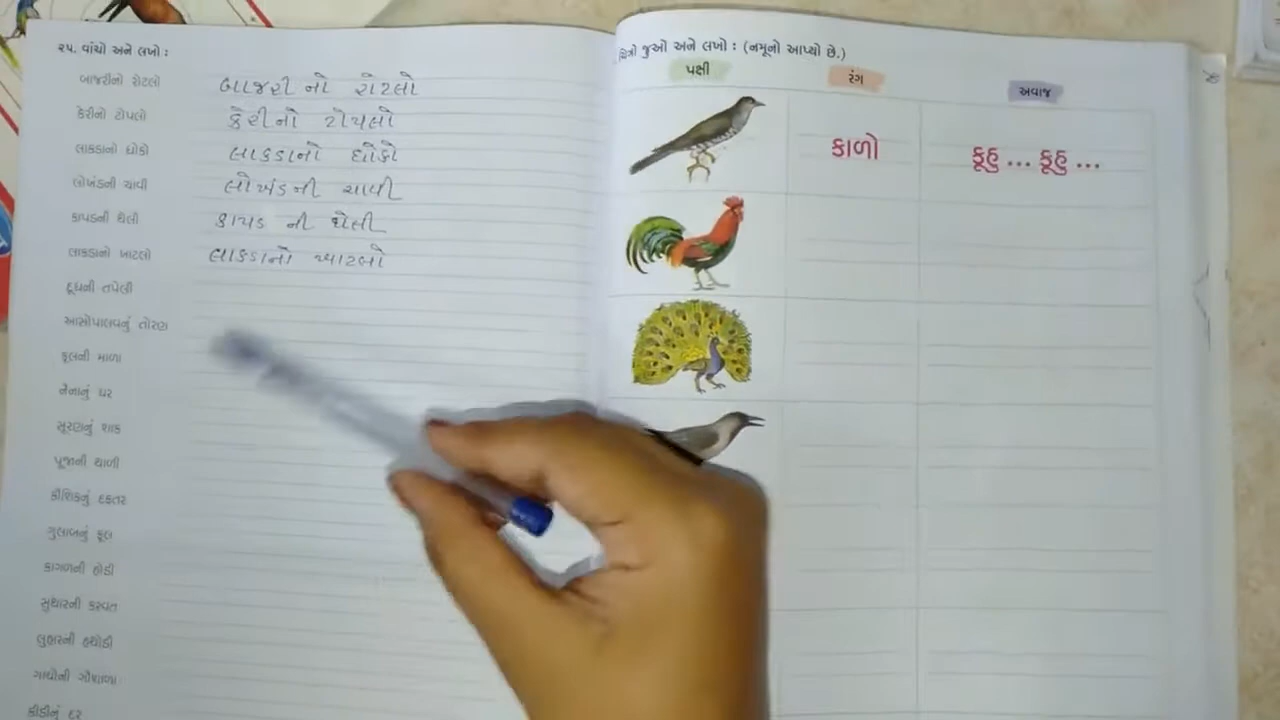 ૨૫. વાંચો અને લખો :
બાજરીનો રોટલો બાજરી નો રોટલો
કેરીનો ટોપલો કેરીનો ટોપલો
લાકડાનો ધોકો લાકડાનો ધોકો
લોખંડની ચાવી લોખંડની ચાવી
કાપડની થેલી કાપડ ની થેલી
લાકડાનો ખાટલો લાકડાનો ખાટલો
દૂધની તપેલી
આસોપાલવનું તોરણ
ફૂલની માળા
નેનાનું ઘર
સૂરણનું શાક
પૂજાની થાળી
કૌશિકનું દફતર
ગુલાબનું ફૂલ
કાગળની હોડી
સુથારની કરવત
લુહારની હથોડી
ગાયોની ગૌશાળા
કીડીનું દર
ચિત્રો જુઓ અને લખો : (નમૂનો આપ્યો છે.)
પક્ષી રંગ અવાજ
કાળો કૂહુ ... કૂહુ ...